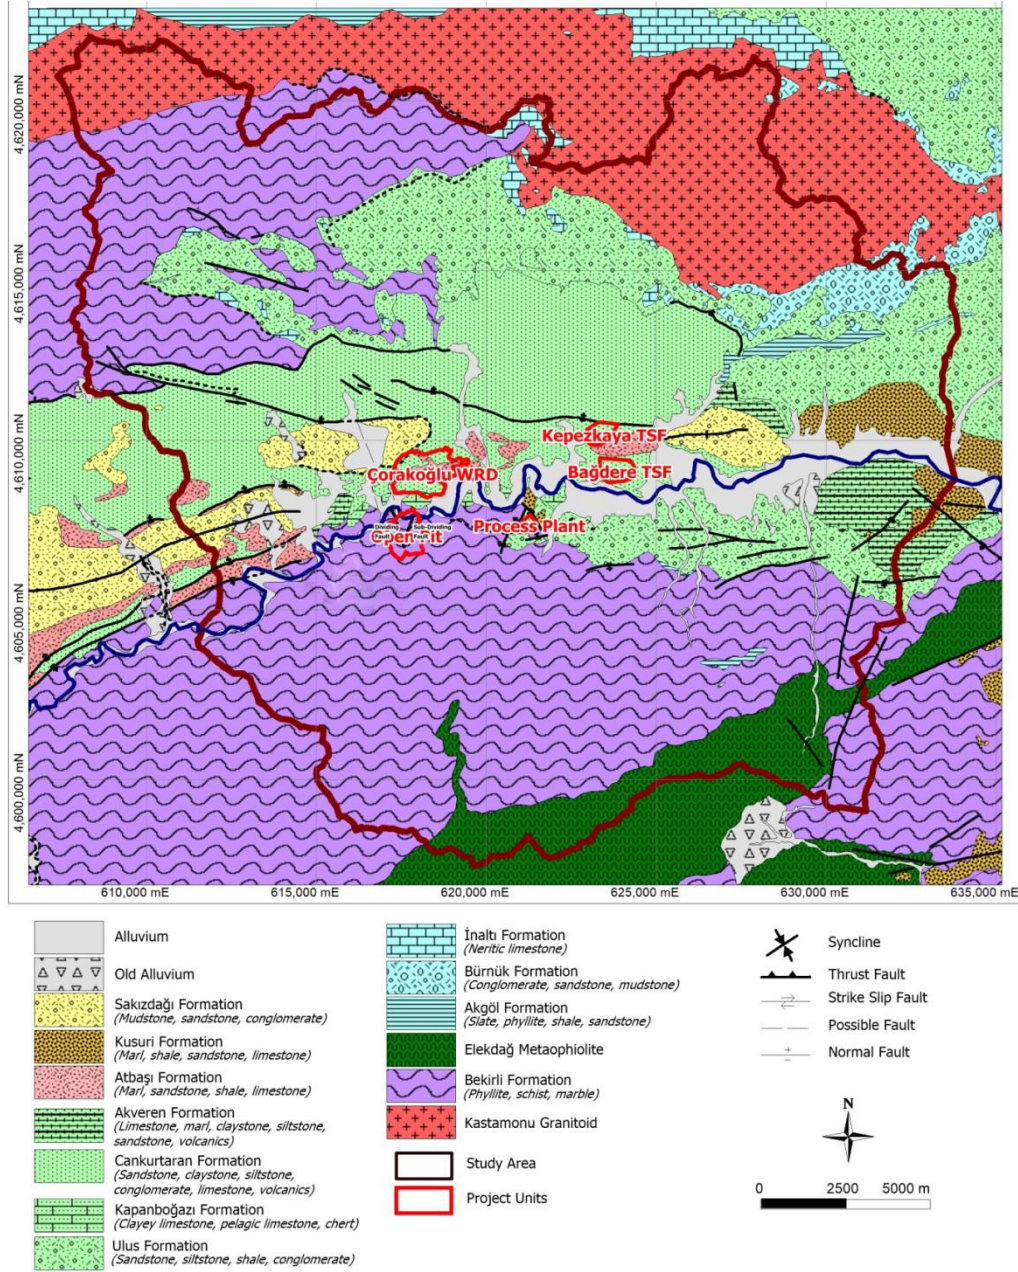 4,620,000 mN
4,615,000 mN
4,610,000 mN
4,605,000 mN
4,600,000 mN
Kepezkaya TSF
Çorakoğlu WRD
Bağdere TSF
Dividing
Fault
Sub-Dividing
Fault
Open Pit
Process Plant
610,000 mE
615,000 mE
620,000 mE
625,000 mE
630,000 mE
635,000 mE
Alluvium
Old Alluvium
Sakızdağı Formation
(Mudstone, sandstone, conglomerate)
Kusuri Formation
(Marl, shale, sandstone, limestone)
Atbaşı Formation
(Marl, sandstone, shale, limestone)
Akveren Formation
(Limestone, marl, claystone, siltstone,
sandstone, volcanics)
Cankurtaran Formation
(Sandstone, claystone, siltstone,
conglomerate, limestone, volcanics)
Kapanboğazı Formation
(Clayey limestone, pelagic limestone, chert)
Ulus Formation
(Sandstone, siltstone, shale, conglomerate)
İnaltı Formation
(Neritic limestone)
Bürnük Formation
(Conglomerate, sandstone, mudstone)
Akgöl Formation
(Slate, phyllite, shale, sandstone)
Elekdağ Metaophiolite
Bekirli Formation
(Phyllite, schist, marble)
Kastamonu Granitoid
Study Area
Project Units
Syncline
Thrust Fault
Strike Slip Fault
Possible Fault
Normal Fault
N
0 2500 5000 m